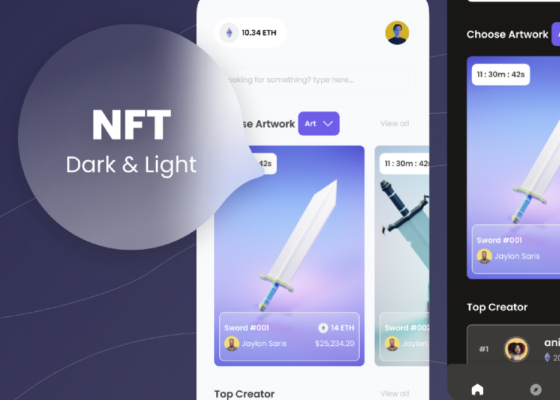 NFT
Dark & Light
10.34 ETH
Looking for something? type here...
se Artwork
Art
View all
42s
11 : 30m : 42s
Sword #001
14 ETH
Jaylon Saris
$25,234.20
Sword #002
Jaylon
Top Creator
View all
Choose Artwork
11 : 30m : 42s
Sword #001
Jaylon Saris
Top Creator
#1
ani
20